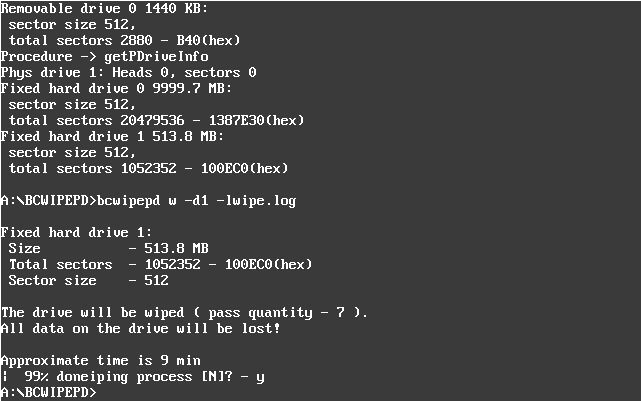 Removable drive 0 1440 KB:
sector size 512,
total sectors 2880 - B40(hex)
Procedure -> getPDriveInfo
Phys drive 1: Heads 0, sectors 0
Fixed hard drive 0 9999.7 MB:
sector size 512,
total sectors 20479536 - 1387E30(hex)
Fixed hard drive 1 513.8 MB:
sector size 512,
total sectors 1052352 - 100EC0(hex)
A:\BCWIPEPD>bcwipepd w -d1 -lwipe.log
Fixed hard drive 1:
Size - 513.8 MB
Total sectors - 1052352 - 100EC0(hex)
Sector size - 512
The drive will be wiped ( pass quantity - 7 ).
All data on the drive will be lost!
Approximate time is 9 min
| 99% doneiping process [N]? - y
A:\BCWIPEPD>